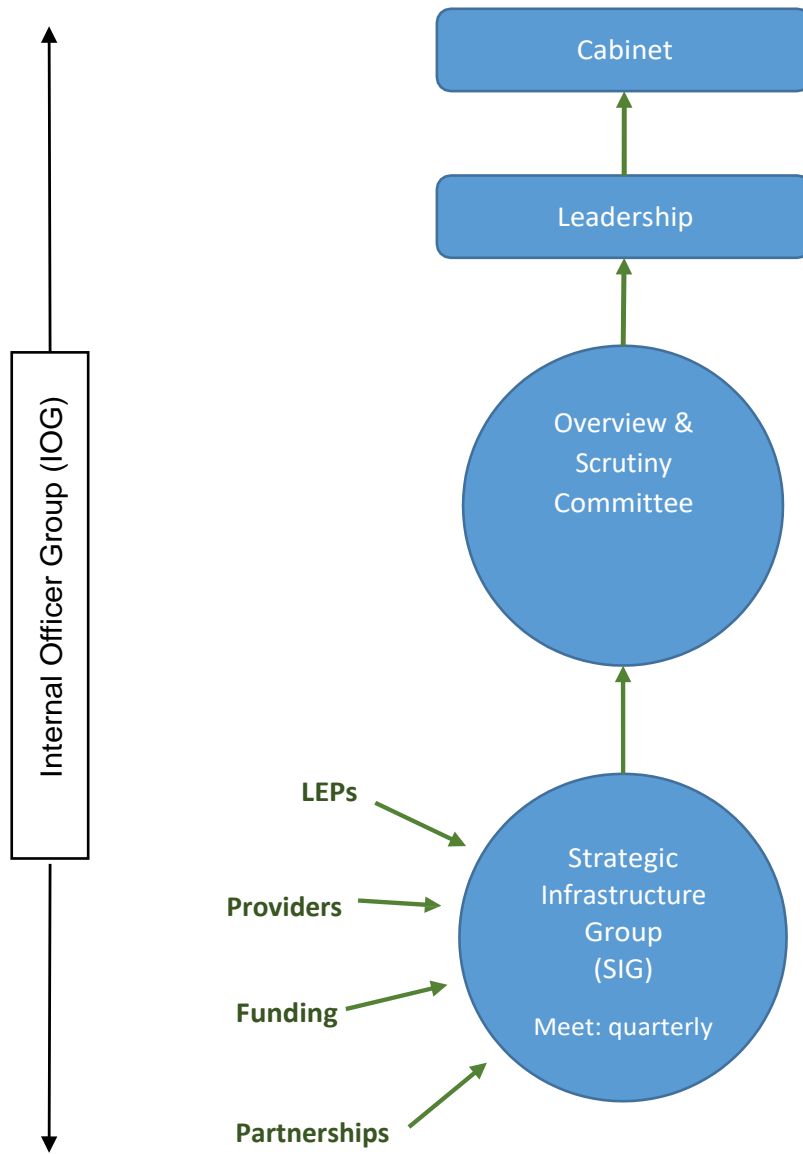 Cabinet
Leadership
Internal Officer Group (IOG)
Overview &
Scrutiny
Committee
LEPs
Providers
Funding
Partnerships
Strategic
Infrastructure
Group
(SIG)
Meet: quarterly